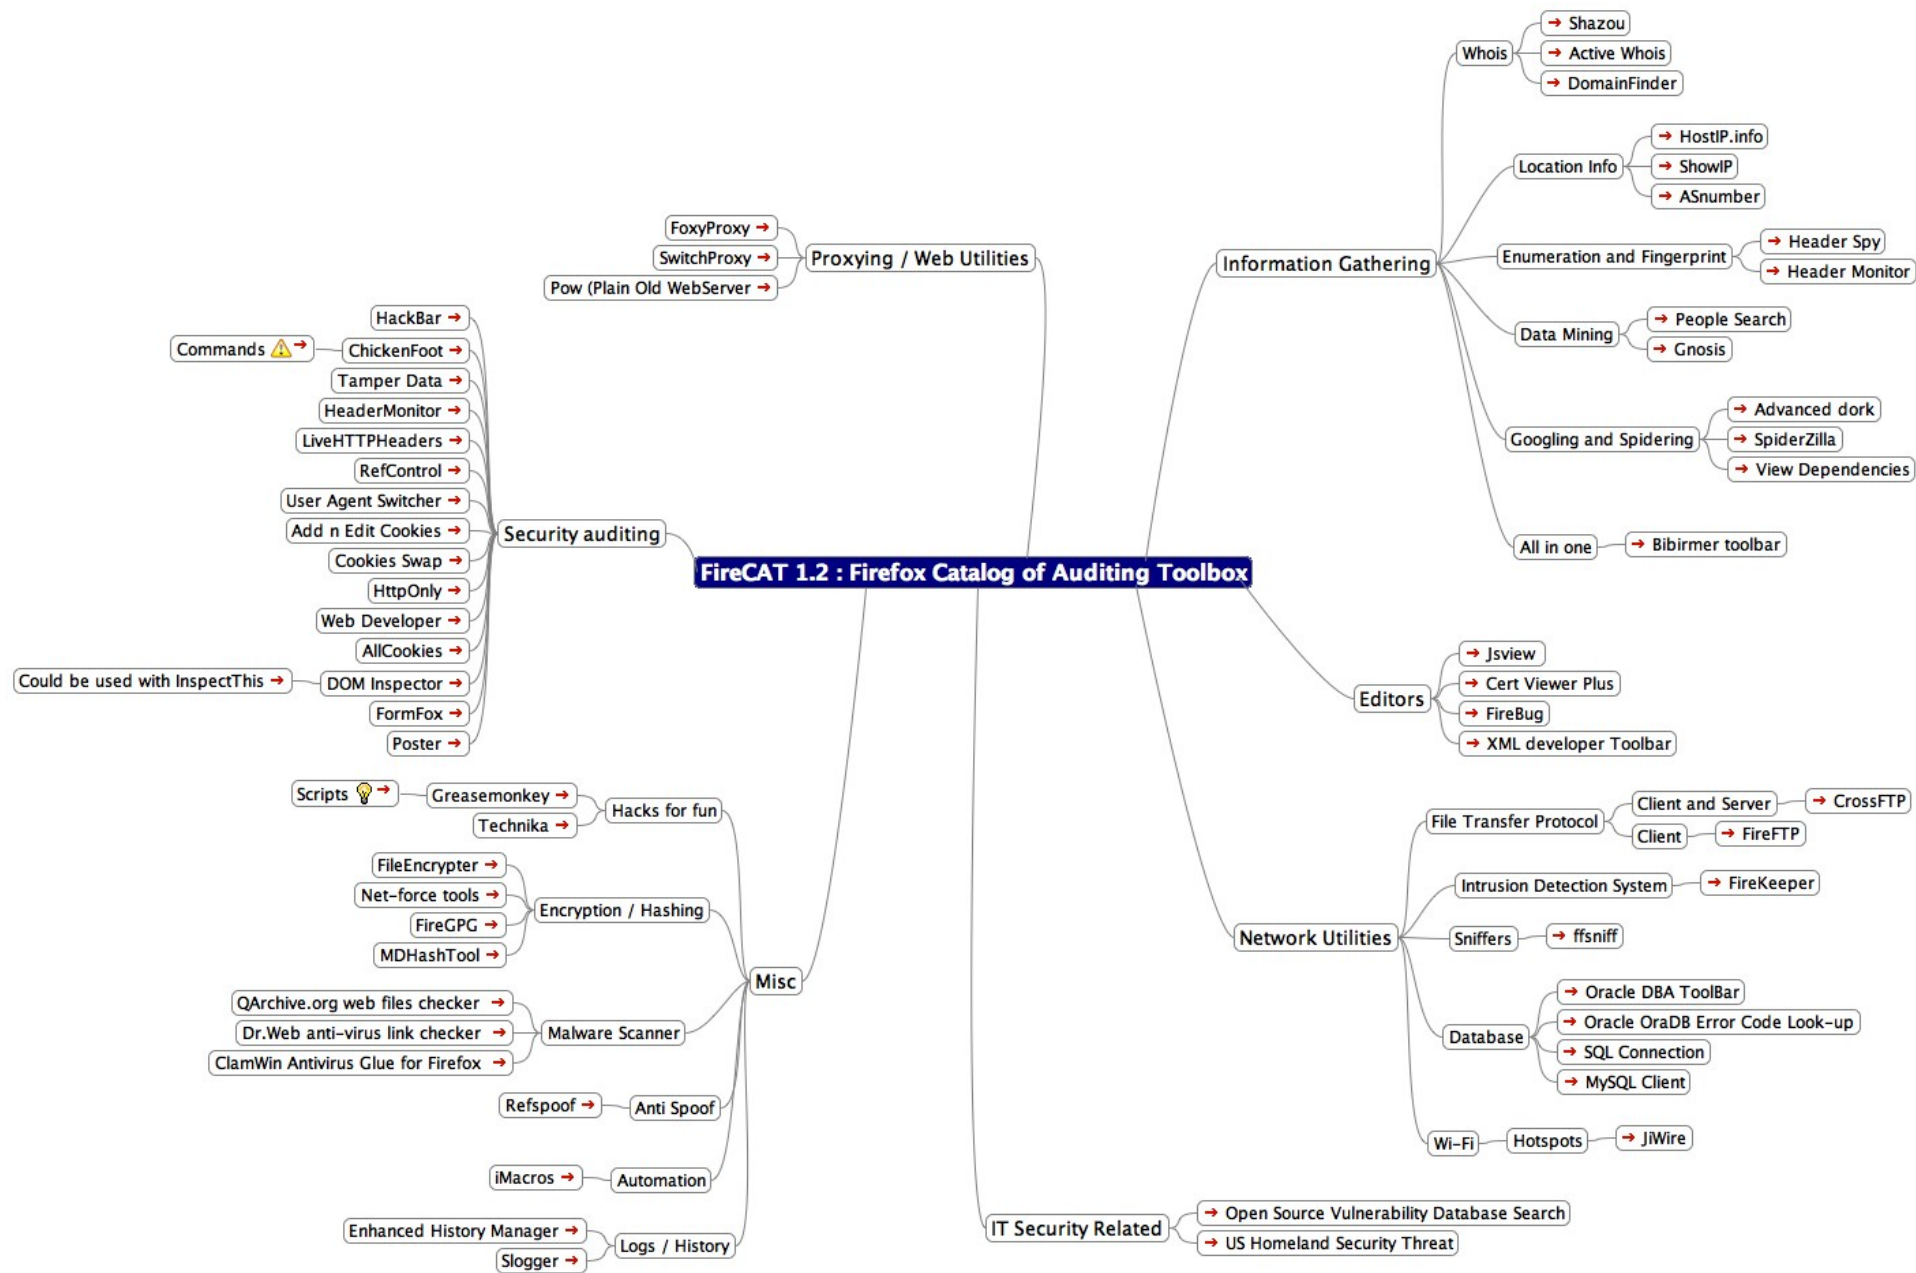 FireCAT 1.2 : Firefox Catalog of Auditing Toolbox
Information Gathering
Whois
Shazou
Active Whois
DomainFinder
Location Info
HostIP.info
ShowIP
ASnumber
Enumeration and Fingerprint
Header Spy
Header Monitor
Data Mining
People Search
Gnosis
Googling and Spidering
Advanced dork
SpiderZilla
View Dependencies
All in one
Bibirmer toolbar
Editors
Jsview
Cert Viewer Plus
FireBug
XML developer Toolbar
Network Utilities
File Transfer Protocol
Client and Server
CrossFTP
Client
FireFTP
Intrusion Detection System
FireKeeper
Sniffers
ffsniff
Database
Oracle DBA ToolBar
Oracle OraDB Error Code Look-up
SQL Connection
MySQL Client
Wi-Fi
Hotspots
JiWire
IT Security Related
Open Source Vulnerability Database Search
US Homeland Security Threat
Proxying / Web Utilities
FoxyProxy
SwitchProxy
Pow (Plain Old WebServer
Security auditing
HackBar
ChickenFoot
Commands
Tamper Data
HeaderMonitor
LiveHTTPHeaders
RefControl
User Agent Switcher
Add n Edit Cookies
Cookies Swap
HttpOnly
Web Developer
AllCookies
DOM Inspector
Could be used with InspectThis
FormFox
Poster
Misc
Hacks for fun
Greasemonkey
Scripts
Technika
Encryption / Hashing
FileEncrypter
Net-force tools
FireGPG
MDHashTool
Malware Scanner
QArchive.org web files checker
Dr.Web anti-virus link checker
ClamWin Antivirus Glue for Firefox
Anti Spoof
Refspoof
Automation
iMacros
Logs / History
Enhanced History Manager
Slogger